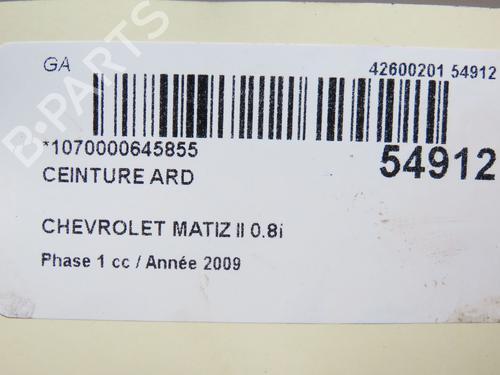 GA
42600201 54912
*1070000645855
54912
CEINTURE ARD
CHEVROLET MATIZ II 0.8i
Phase 1 cc / Année 2009
B-PARTS